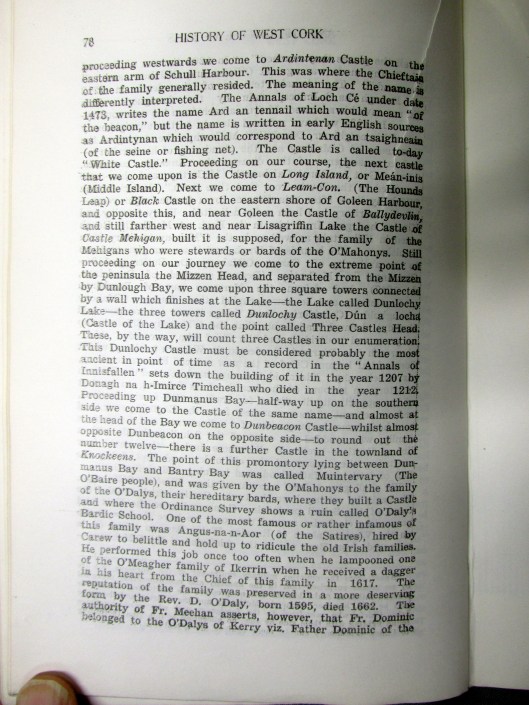 76
HISTORY OF WEST CORK
proceeding westwards we come to Ardintenan Castle on the
eastern arm of Schull Harbour. This was where the Chieftain
of the family generally resided. The meaning of the name is
differently interpreted. The Annals of Loch Cé under date
1473, writes the name Ard an tennail which would mean "of
the beacon," but the name is written in early English sources
as Ardintynan which would correspond to Ard an tsaighneain
(of the seine or fishing net). The Castle is called to-day
"White Castle." Proceeding on our course, the next castle
that we come upon is the Castle on Long Island, or Meán-inis
(Middle Island). Next we come to Leam-Con. (The Hounds
Leap) or Black Castle on the eastern shore of Goleen Harbour,
and opposite this, and near Goleen the Castle of Ballydevlin,
and still farther west and near Lisagriffin Lake the Castle of
Castle Mehigan, built it is supposed, for the family of the
Mehigans who were stewards or bards of the O'Mahonys. Still
proceeding on our journey we come to the extreme point of
the peninsula the Mizzen Head, and separated from the Mizzen
by Dunlough Bay, we come upon three square towers connected
by a wall which finishes at the Lake—the Lake called Dunlochy
Lake—the three towers called Dunlochy Castle, Dún a locha
(Castle of the Lake) and the point called Three Castles Head.
These, by the way, will count three Castles in our enumeration.
This Dunlochy Castle must be considered probably the most
ancient in point of time as a record in the "Annals of
Innisfallen" sets down the building of it in the year 1207 by
Donagh na h-Imirce Timcheall who died in the year 1212.
Proceeding up Dunmanus Bay—half-way up on the southern
side we come to the Castle of the same name—and almost at
the head of the Bay we come to Dunbeacon Castle—whilst almost
opposite Dunbeacon on the opposite side—to round out the
number twelve—there is a further Castle in the townland of
Knockeens. The point of this promontory lying between Dun-
manus Bay and Bantry Bay was called Muintervary (The
O'Baire people), and was given by the O'Mahonys to the family
of the O'Dalys, their hereditary bards, where they built a Castle
and where the Ordinance Survey shows a ruin called O'Daly's
Bardic School. One of the most famous or rather infamous of
this family was Angus-na-n-Aor (of the Satires), hired by
Carew to belittle and hold up to ridicule the old Irish families.
He performed this job once too often when he lampooned one
of the O'Meagher family of Ikerrin when he received a dagger
in his heart from the Chief of this family in 1617. The
reputation of the family was preserved in a more deserving
form by the Rev. D. O'Daly, born 1595, died 1662. The
authority of Fr. Meehan asserts, however, that Fr. Dominic
belonged to the O'Dalys of Kerry viz. Father Dominic of the